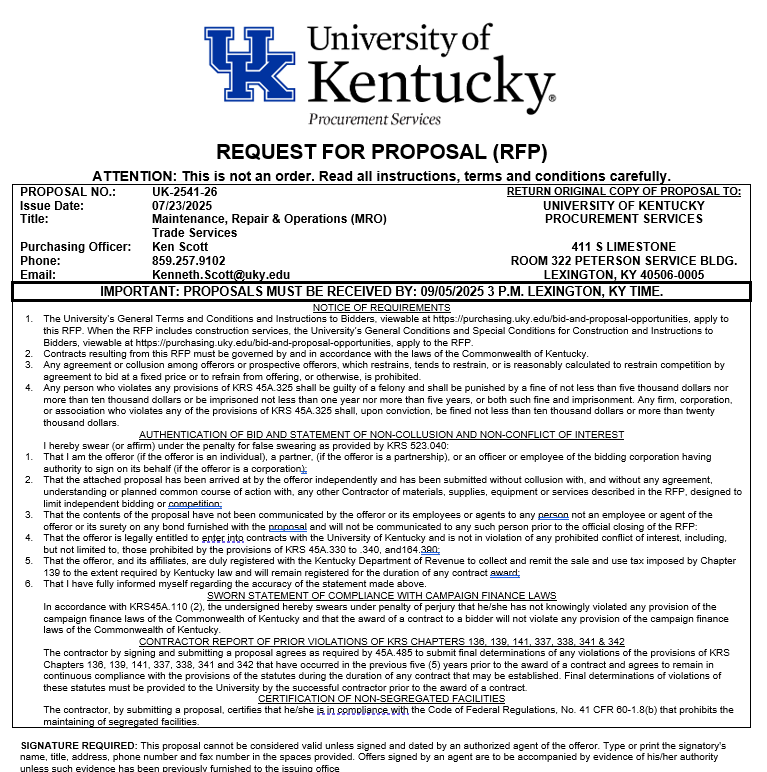 University of
Kentucky®
Procurement Services
REQUEST FOR PROPOSAL (RFP)
ATTENTION: This is not an order. Read all instructions, terms and conditions carefully.
PROPOSAL NO.: UK-2541-26 RETURN ORIGINAL COPY OF PROPOSAL TO:
Issue Date: 07/23/2025 UNIVERSITY OF KENTUCKY
Title: Maintenance, Repair & Operations (MRO) PROCUREMENT SERVICES
Trade Services
Purchasing Officer: Ken Scott 411 S LIMESTONE
Phone: 859.257.9102 ROOM 322 PETERSON SERVICE BLDG.
Email: Kenneth.Scott@uky.edu LEXINGTON, KY 40506-0005
IMPORTANT: PROPOSALS MUST BE RECEIVED BY: 09/05/2025 3 P.M. LEXINGTON, KY TIME.
NOTICE OF REQUIREMENTS
1. The University's General Terms and Conditions and Instructions to Bidders, viewable at https://purchasing.uky.edu/bid-and-proposal-opportunities, apply to
this RFP. When the RFP includes construction services, the University's General Conditions and Special Conditions for Construction and Instructions to
Bidders, viewable at https://purchasing.uky.edu/bid-and-proposal-opportunities, apply to the RFP.
2. Contracts resulting from this RFP must be governed by and in accordance with the laws of the Commonwealth of Kentucky.
3. Any agreement or collusion among offerors or prospective offerors, which restrains, tends to restrain, or is reasonably calculated to restrain competition by
agreement to bid at a fixed price or to refrain from offering, or otherwise, is prohibited.
4. Any person who violates any provisions of KRS 45A.325 shall be guilty of a felony and shall be punished by a fine of not less than five thousand dollars nor
more than ten thousand dollars or be imprisoned not less than one year nor more than five years, or both such fine and imprisonment. Any firm, corporation,
or association who violates any of the provisions of KRS 45A.325 shall, upon conviction, be fined not less than ten thousand dollars or more than twenty
thousand dollars.
AUTHENTICATION OF BID AND STATEMENT OF NON-COLLUSION AND NON-CONFLICT OF INTEREST
I hereby swear (or affirm) under the penalty for false swearing as provided by KRS 523.040:
1. That I am the offeror (if the offeror is an individual), a partner, (if the offeror is a partnership), or an officer or employee of the bidding corporation having
authority to sign on its behalf (if the offeror is a corporation);
2. That the attached proposal has been arrived at by the offeror independently and has been submitted without collusion with, and without any agreement,
understanding or planned common course of action with, any other Contractor of materials, supplies, equipment or services described in the RFP, designed to
limit independent bidding or competition;
3. That the contents of the proposal have not been communicated by the offeror or its employees or agents to any person not an employee or agent of the
offeror or its surety on any bond furnished with the proposal and will not be communicated to any such person prior to the official closing of the RFP:
4. That the offeror is legally entitled to enter into contracts with the University of Kentucky and is not in violation of any prohibited conflict of interest, including,
but not limited to, those prohibited by the provisions of KRS 45A.330 to .340, and164.390;
5. That the offeror, and its affiliates, are duly registered with the Kentucky Department of Revenue to collect and remit the sale and use tax imposed by Chapter
139 to the extent required by Kentucky law and will remain registered for the duration of any contract award;
6. That I have fully informed myself regarding the accuracy of the statement made above.
SWORN STATEMENT OF COMPLIANCE WITH CAMPAIGN FINANCE LAWS
In accordance with KRS45A.110 (2), the undersigned hereby swears under penalty of perjury that he/she has not knowingly violated any provision of the
campaign finance laws of the Commonwealth of Kentucky and that the award of a contract to a bidder will not violate any provision of the campaign finance
laws of the Commonwealth of Kentucky.
CONTRACTOR REPORT OF PRIOR VIOLATIONS OF KRS CHAPTERS 136, 139, 141, 337, 338, 341 & 342
The contractor by signing and submitting a proposal agrees as required by 45A.485 to submit final determinations of any violations of the provisions of KRS
Chapters 136, 139, 141, 337, 338, 341 and 342 that have occurred in the previous five (5) years prior to the award of a contract and agrees to remain in
continuous compliance with the provisions of the statutes during the duration of any contract that may be established. Final determinations of violations of
these statutes must be provided to the University by the successful contractor prior to the award of a contract.
CERTIFICATION OF NON-SEGREGATED FACILITIES
The contractor, by submitting a proposal, certifies that he/she is in compliance with the Code of Federal Regulations, No. 41 CFR 60-1.8(b) that prohibits the
maintaining of segregated facilities.
SIGNATURE REQUIRED: This proposal cannot be considered valid unless signed and dated by an authorized agent of the offeror. Type or print the signatory's
name, title, address, phone number and fax number in the spaces provided. Offers signed by an agent are to be accompanied by evidence of his/her authority
unless such evidence has been previously furnished to the issuing office